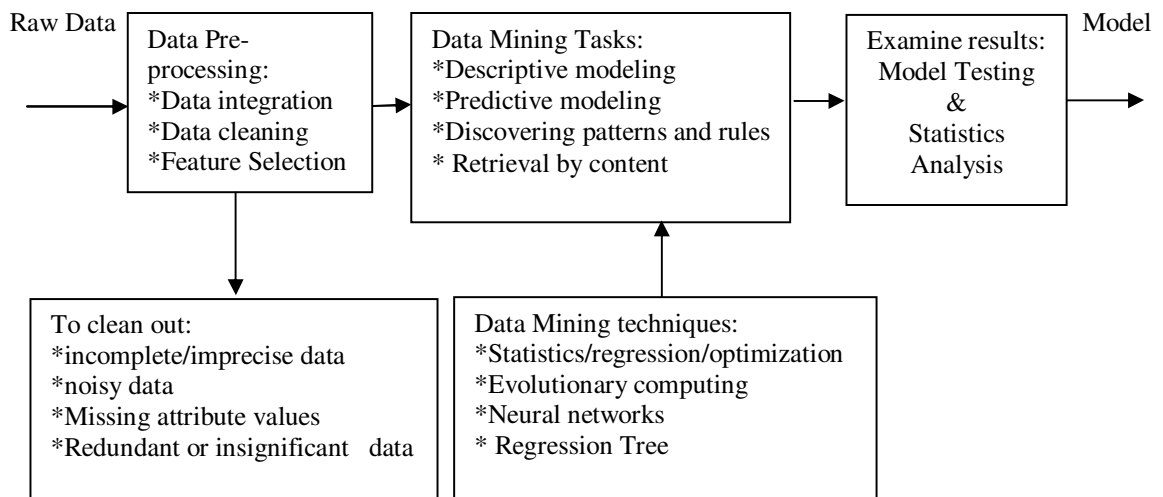 Raw Data
Data Pre-
processing:
*Data integration
*Data cleaning
*Feature Selection
Data Mining Tasks:
*Descriptive modeling
*Predictive modeling
*Discovering patterns and rules
* Retrieval by content
Examine results:
Model Testing
&
Statistics
Analysis
Model
To clean out:
*incomplete/imprecise data
*noisy data
*Missing attribute values
*Redundant or insignificant data
Data Mining techniques:
*Statistics/regression/optimization
*Evolutionary computing
*Neural networks
* Regression Tree